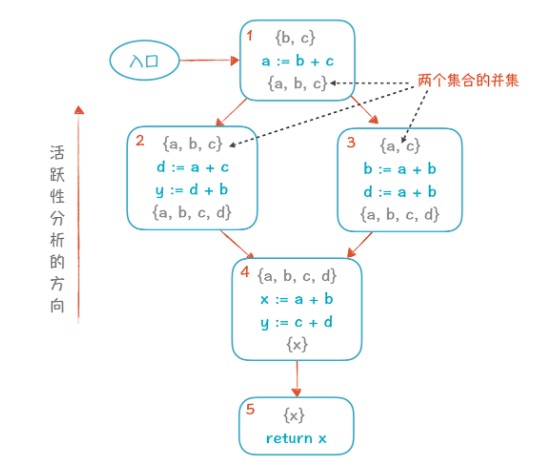 入口
1
{b, c}
a := b + c
{a, b, c}
两个集合的并集
2
{a, b, c}
d := a + c
y := d + b
{a, b, c, d}
3
{a, c}
b := a + b
d := a + b
{a, b, c, d}
活跃性分析的方向
4
{a, b, c, d}
x := a + b
y := c + d
{x}
5
{x}
return x